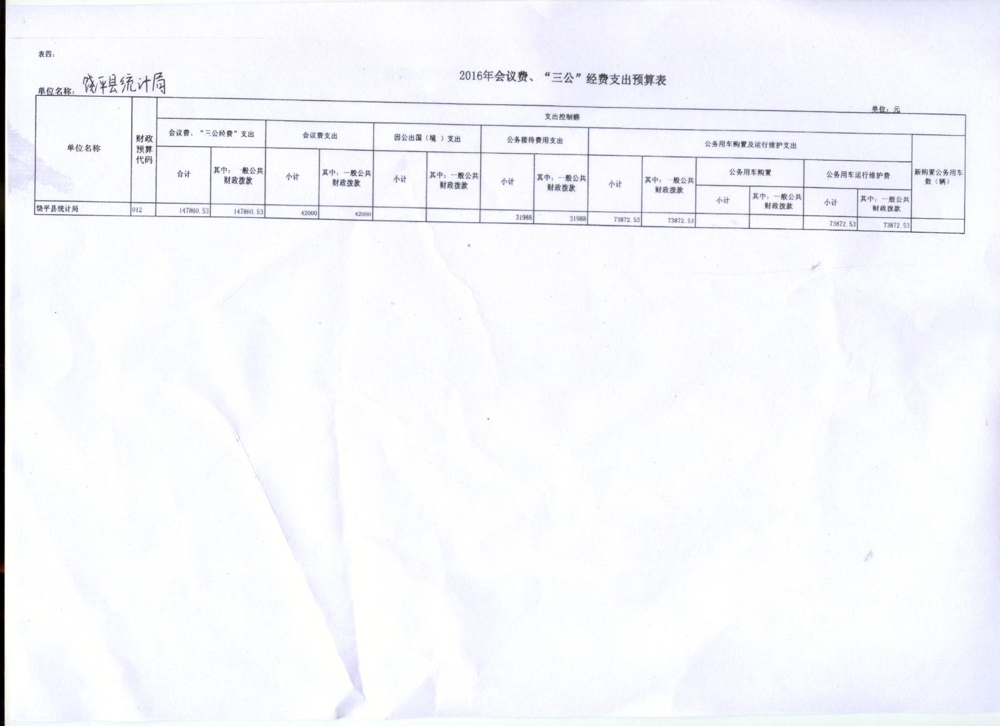 表四：
2016年会议费、“三公”经费支出预算表
单位名称： 饶平县统计局
单位：元
支出控制额
单位名称
财政
预算
代码
会议费、“三公经费”支出
会议费支出
因公出国（境 ）支出
公务接待费用支出
公务用车购置及运行维护支出
新购置公务用车
数（辆）
合计
其中：一般公共
财政拨款
小计
其中：一般公共
财政拨款
小计
其中：一般公共
财政拨款
小计
其中：一般公共
财政拨款
小计
其中：一般公共
财政拨款
公务用车购置
公务用车运行维护费
小计
其中：一般公共
财政拨款
小计
其中：一般公共
财政拨款
饶平县统计局 012 147860.53 147860.53 42000 42000 31988 31988 73872.53 73872.53 73872.53 73872.53